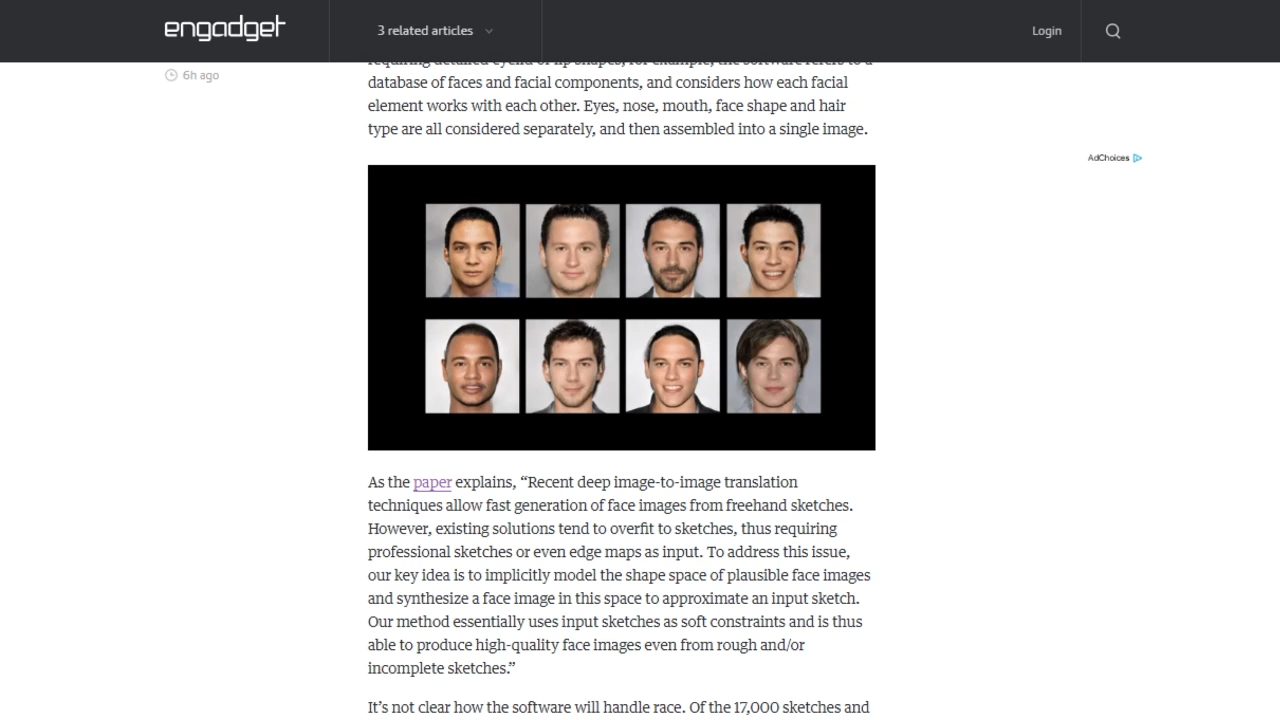 engadget
3 related articles
Login
6h ago
requiring detailed eyelid or lip shapes, for example, the software refers to a
database of faces and facial components, and considers how each facial
element works with each other. Eyes, nose, mouth, face shape and hair
type are all considered separately, and then assembled into a single image.
AdChoices
As the paper explains, “Recent deep image-to-image translation
techniques allow fast generation of face images from freehand sketches.
However, existing solutions tend to overfit to sketches, thus requiring
professional sketches or even edge maps as input. To address this issue,
our key idea is to implicitly model the shape space of plausible face images
and synthesize a face image in this space to approximate an input sketch.
Our method essentially uses input sketches as soft constraints and is thus
able to produce high-quality face images even from rough and/or
incomplete sketches.”
It’s not clear how the software will handle race. Of the 17,000 sketches and